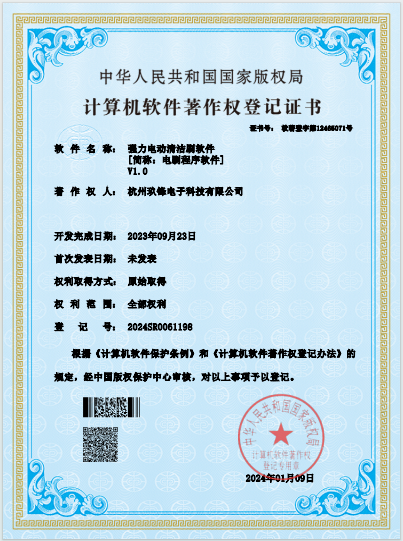 中华人民共和国国家版权局
计算机软件著作权登记证书
证书号： 软著登字第12465071号
软件名称： 强力电动清洁刷软件
[简称：电刷程序软件]
V1.0
著作权人： 杭州玖锋电子科技有限公司
开发完成日期： 2023年09月23日
首次发表日期： 未发表
权利取得方式： 原始取得
权利范围： 全部权利
登记号： 2024SR0061198
根据《计算机软件保护条例》和《计算机软件著作权登记办法》的
规定，经中国版权保护中心审核，对以上事项予以登记。
中华人民共和国国家版权局
计算机软件著作权
登记专用章
2024年01月09日